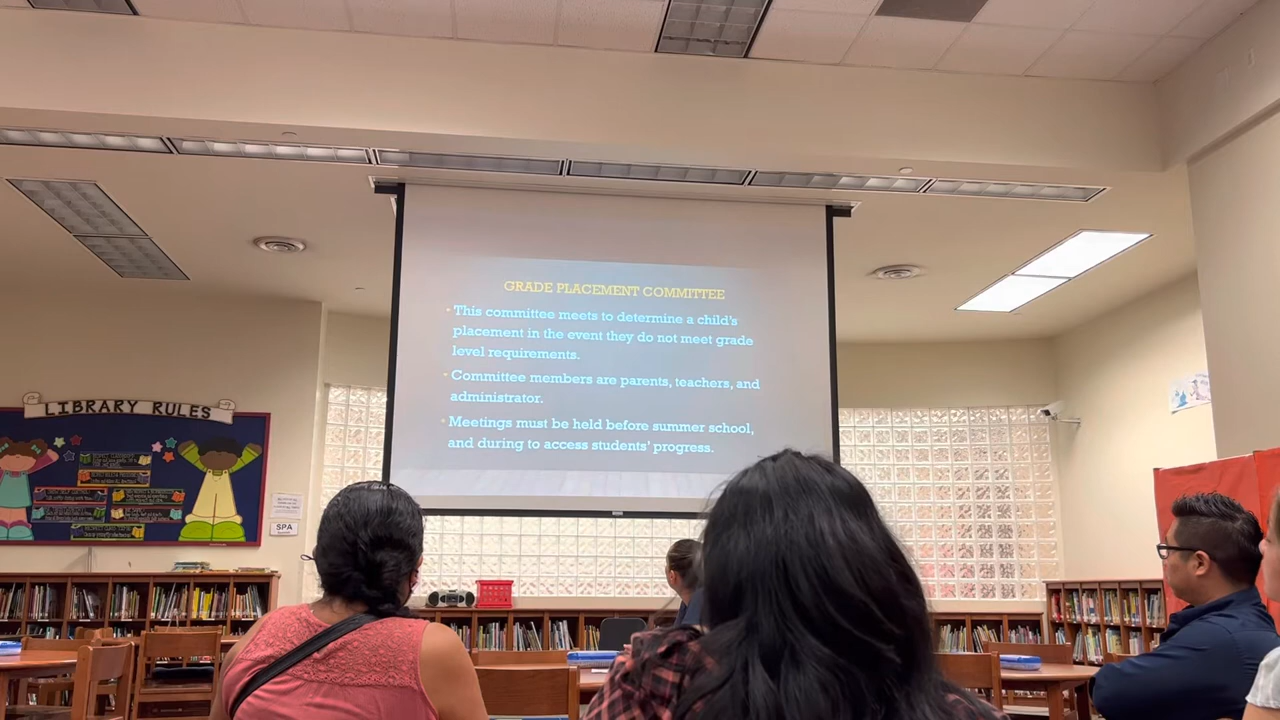 GRADE PLACEMENT COMMITTEE
• This committee meets to determine a child's
placement in the event they do not meet grade
level requirements.
• Committee members are parents, teachers, and
administrator.
• Meetings must be held before summer school,
and during to access students' progress.
LIBRARY RULES
SPA